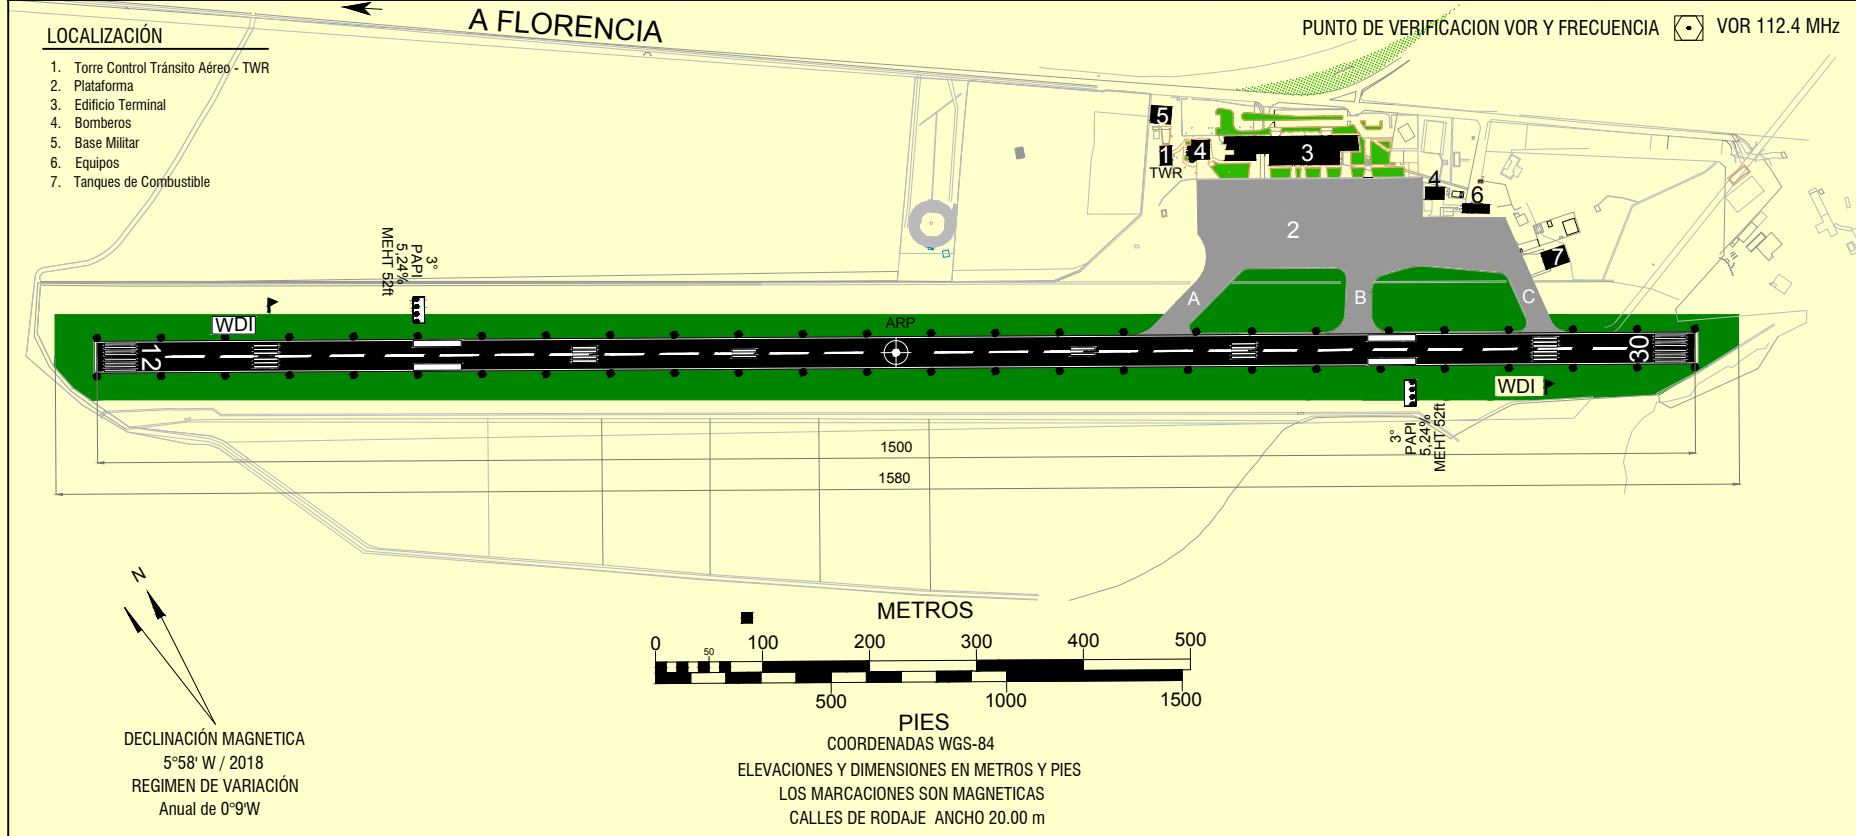 A FLORENCIA
PUNTO DE VERIFICACION VOR Y FRECUENCIA VOR 112.4 MHz
LOCALIZACIÓN
1. Torre Control Tránsito Aéreo - TWR
2. Plataforma
3. Edificio Terminal
4. Bomberos
5. Base Militar
6. Equipos
7. Tanques de Combustible
5
1
TWR
4
3
4
6
2
7
A
B
C
3°
PAPI
5,24%
MEHT 52ft
WDI
ARP
12
30
WDI
3°
PAPI
5,24%
MEHT 52ft
1500
1580
N
METROS
0 50 100 200 300 400 500
500 1000 1500
PIES
DECLINACIÓN MAGNETICA
5°58' W / 2018
REGIMEN DE VARIACIÓN
Anual de 0°9'W
COORDENADAS WGS-84
ELEVACIONES Y DIMENSIONES EN METROS Y PIES
LOS MARCACIONES SON MAGNETICAS
CALLES DE RODAJE ANCHO 20.00 m